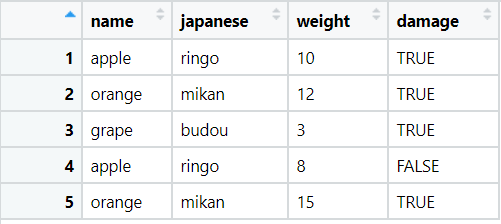 name japanese weight damage
1 apple ringo 10 TRUE
2 orange mikan 12 TRUE
3 grape budou 3 TRUE
4 apple ringo 8 FALSE
5 orange mikan 15 TRUE